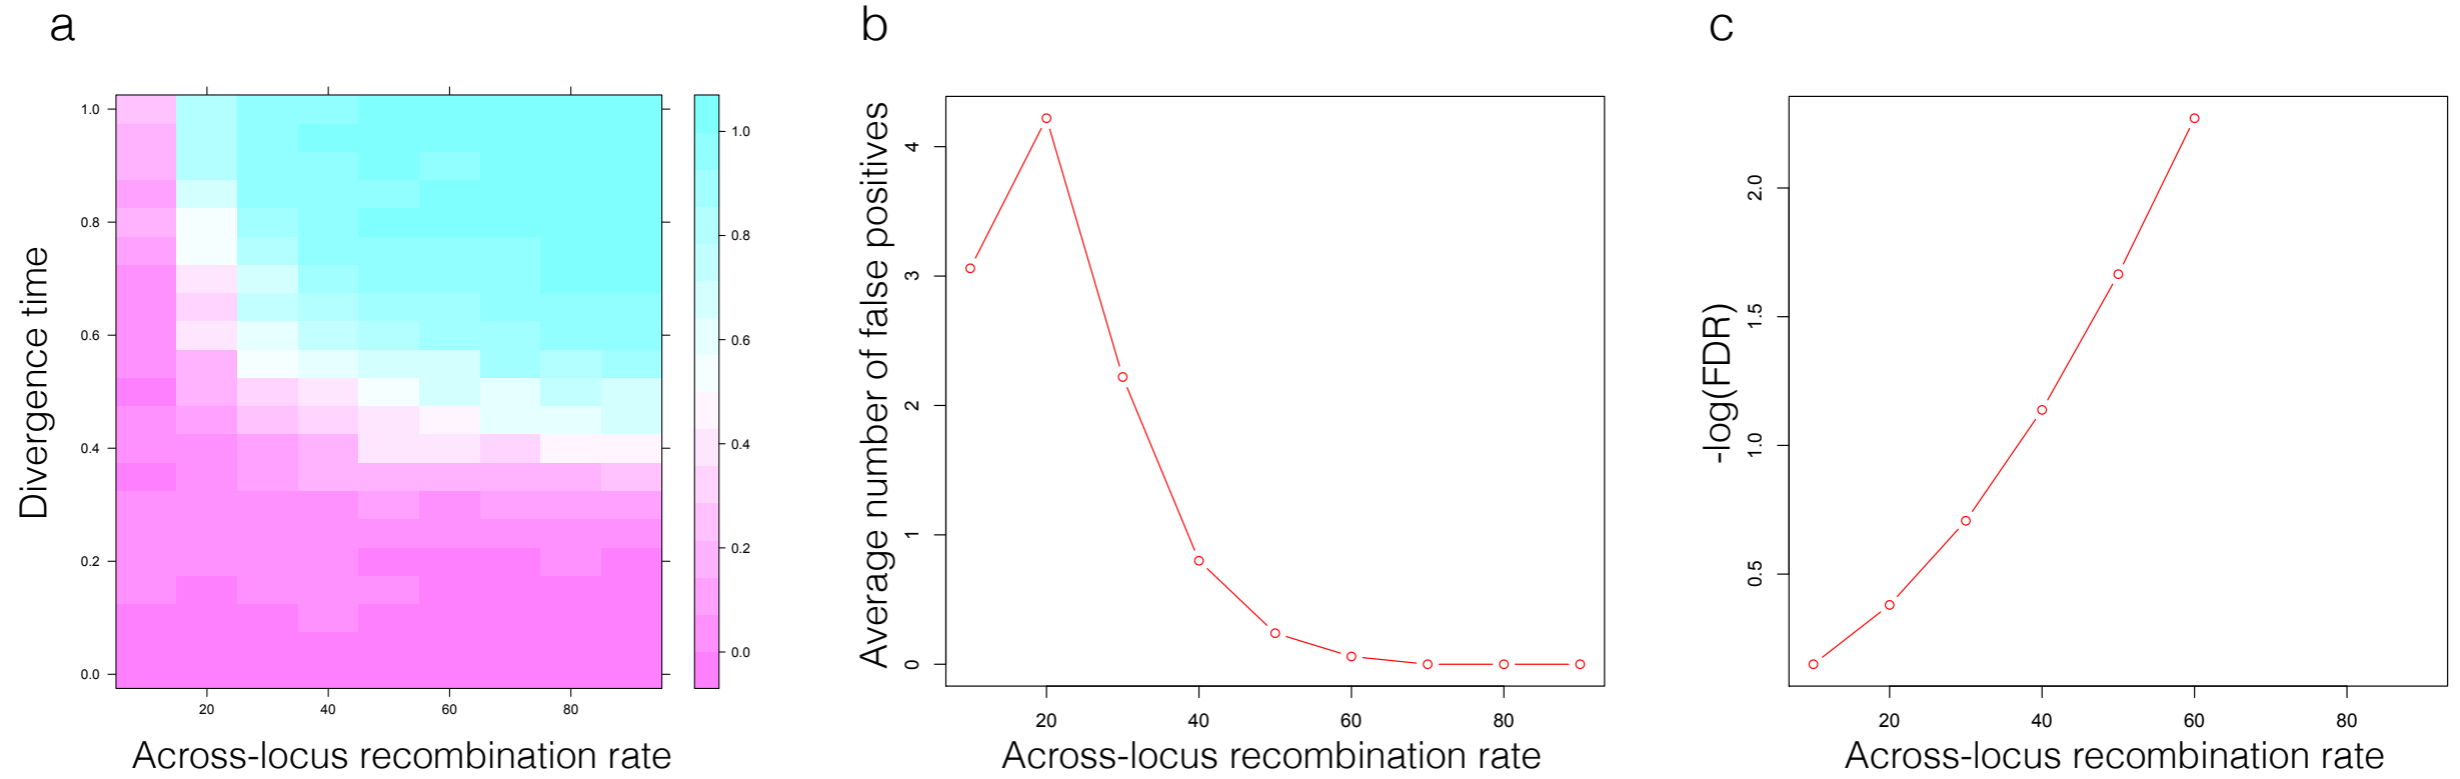 a
Divergence time
1.0
0.8
0.6
0.4
0.2
0.0
20 40 60 80
Across-locus recombination rate
1.0
0.8
0.6
0.4
0.2
0.0
b
Average number of false positives
4
3
2
1
0
20 40 60 80
Across-locus recombination rate
c
-log(FDR)
2.0
1.5
1.0
0.5
20 40 60 80
Across-locus recombination rate